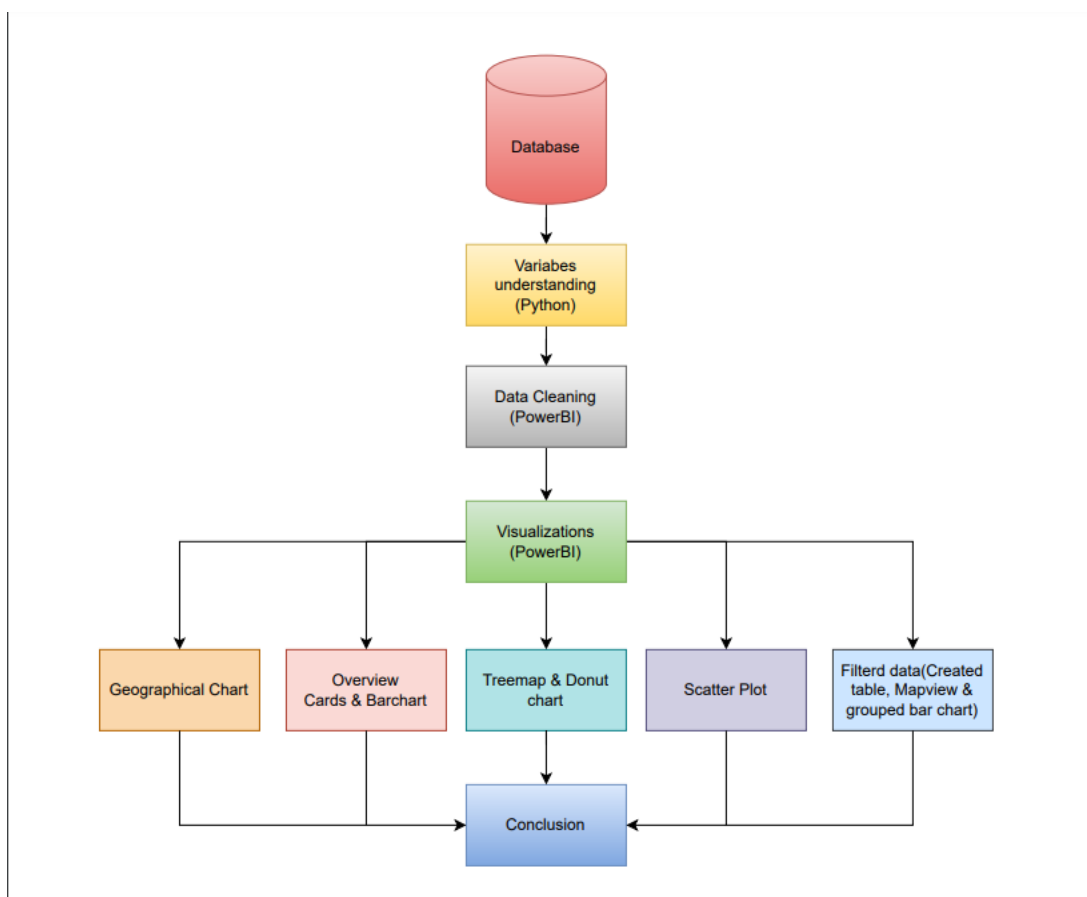 Database
Variabes
understanding
(Python)
Data Cleaning
(PowerBI)
Visualizations
(PowerBI)
Geographical Chart
Overview
Cards & Barchart
Treemap & Donut
chart
Scatter Plot
Filterd data(Created
table, Mapview &
grouped bar chart)
Conclusion